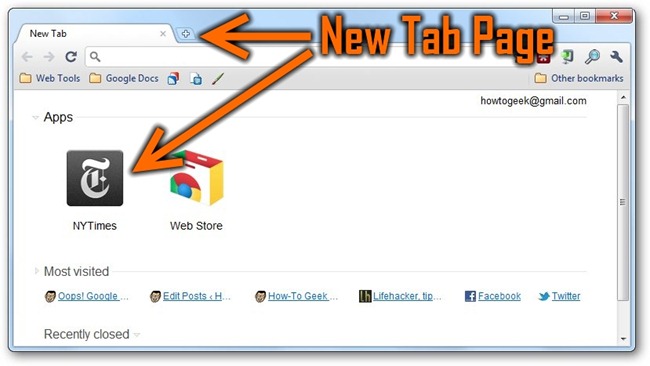 New Tab
New Tab Page
Web Tools Google Docs Other bookmarks
howtogeek@gmail.com
Apps
NYTimes Web Store
Most visited
Oops! Google ... Edit Posts ‹ H... How-To Geek ... Lifehacker, tip... Facebook Twitter
Recently closed